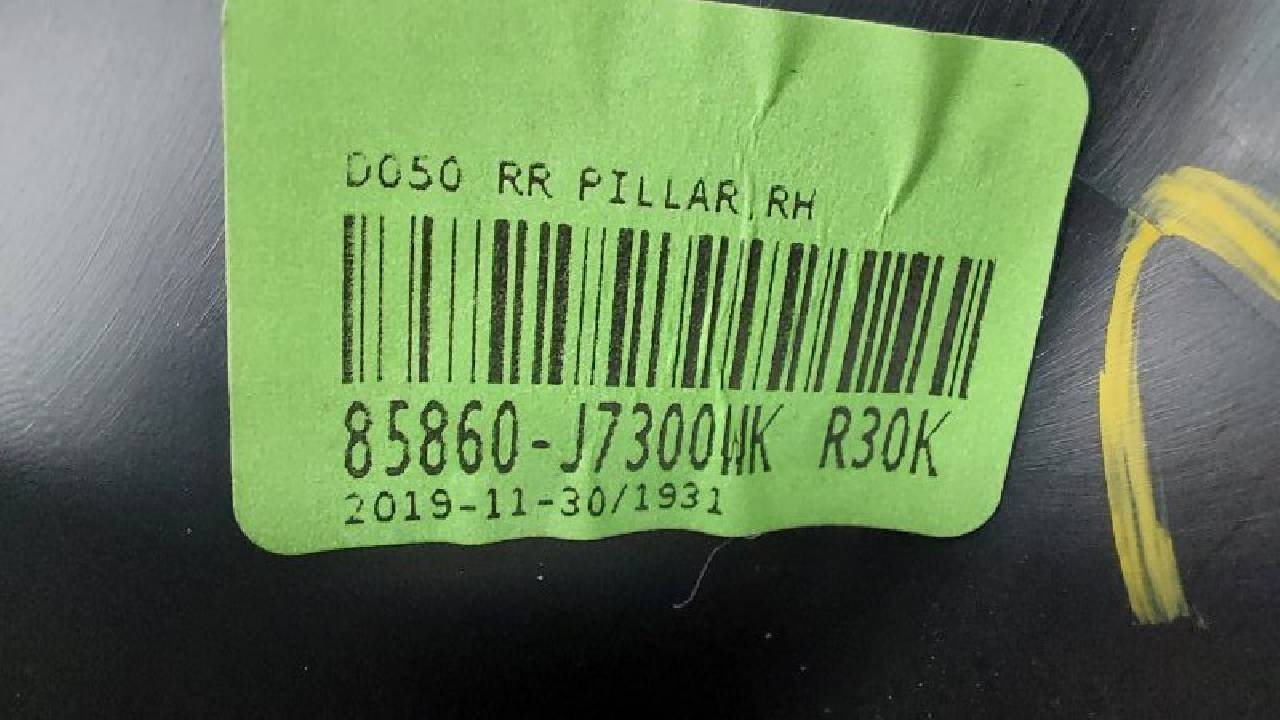 D050 RR PILLAR,RH
85860-J7300WK R30K
2019-11-30/1931